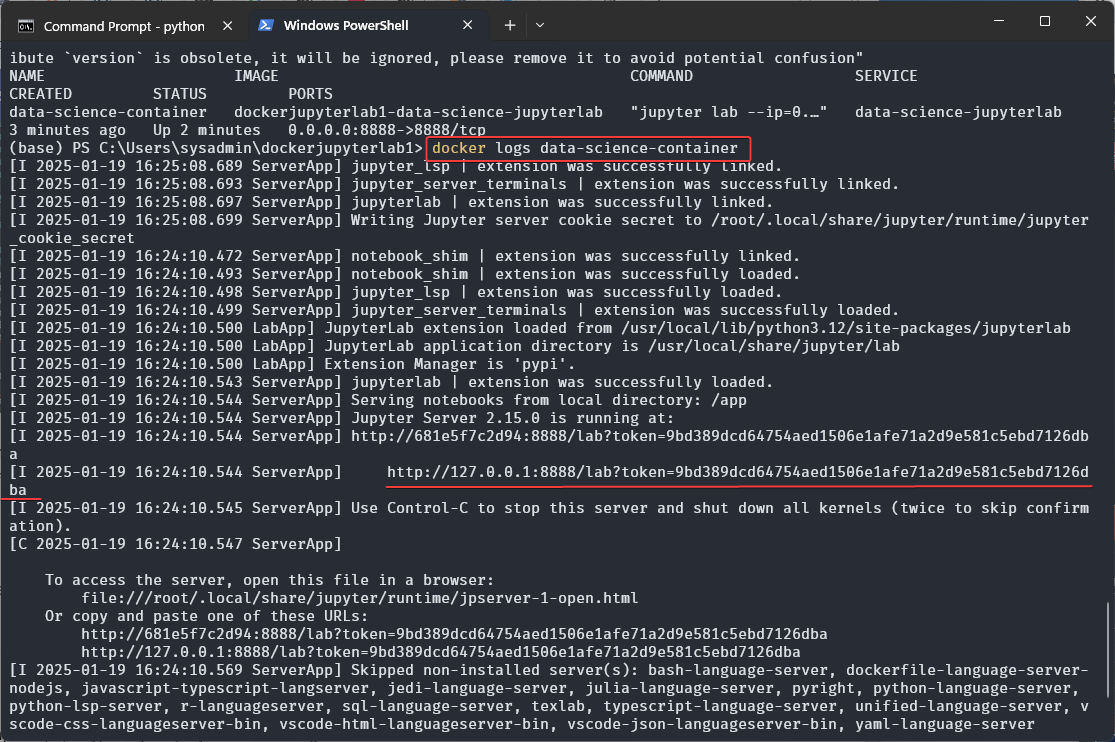 Command Prompt - python
Windows PowerShell
ibute `version` is obsolete, it will be ignored, please remove it to avoid potential confusion"
NAME IMAGE COMMAND SERVICE
CREATED STATUS PORTS
data-science-container dockerjupyterlab1-data-science-jupyterlab "jupyter lab --ip=0.…" data-science-jupyterlab
3 minutes ago Up 2 minutes 0.0.0.0:8888->8888/tcp
(base) PS C:\Users\sysadmin\dockerjupyterlab1> docker logs data-science-container
[I 2025-01-19 16:25:08.689 ServerApp] jupyter_lsp | extension was successfully linked.
[I 2025-01-19 16:25:08.693 ServerApp] jupyter_server_terminals | extension was successfully linked.
[I 2025-01-19 16:25:08.697 ServerApp] jupyterlab | extension was successfully linked.
[I 2025-01-19 16:25:08.699 ServerApp] Writing Jupyter server cookie secret to /root/.local/share/jupyter/runtime/jupyter
_cookie_secret
[I 2025-01-19 16:24:10.472 ServerApp] notebook_shim | extension was successfully linked.
[I 2025-01-19 16:24:10.493 ServerApp] notebook_shim | extension was successfully loaded.
[I 2025-01-19 16:24:10.498 ServerApp] jupyter_lsp | extension was successfully loaded.
[I 2025-01-19 16:24:10.499 ServerApp] jupyter_server_terminals | extension was successfully loaded.
[I 2025-01-19 16:24:10.500 LabApp] JupyterLab extension loaded from /usr/local/lib/python3.12/site-packages/jupyterlab
[I 2025-01-19 16:24:10.500 LabApp] JupyterLab application directory is /usr/local/share/jupyter/lab
[I 2025-01-19 16:24:10.500 LabApp] Extension Manager is 'pypi'.
[I 2025-01-19 16:24:10.543 ServerApp] jupyterlab | extension was successfully loaded.
[I 2025-01-19 16:24:10.544 ServerApp] Serving notebooks from local directory: /app
[I 2025-01-19 16:24:10.544 ServerApp] Jupyter Server 2.15.0 is running at:
[I 2025-01-19 16:24:10.544 ServerApp] http://681e5f7c2d94:8888/lab?token=9bd389dcd64754aed1506e1afe71a2d9e581c5ebd7126db
a
[I 2025-01-19 16:24:10.544 ServerApp]     http://127.0.0.1:8888/lab?token=9bd389dcd64754aed1506e1afe71a2d9e581c5ebd7126d
ba
[I 2025-01-19 16:24:10.545 ServerApp] Use Control-C to stop this server and shut down all kernels (twice to skip confirm
ation).
[C 2025-01-19 16:24:10.547 ServerApp]
To access the server, open this file in a browser:
file:///root/.local/share/jupyter/runtime/jpserver-1-open.html
Or copy and paste one of these URLs:
http://681e5f7c2d94:8888/lab?token=9bd389dcd64754aed1506e1afe71a2d9e581c5ebd7126dba
http://127.0.0.1:8888/lab?token=9bd389dcd64754aed1506e1afe71a2d9e581c5ebd7126dba
[I 2025-01-19 16:24:10.569 ServerApp] Skipped non-installed server(s): bash-language-server, dockerfile-language-server-
nodejs, javascript-typescript-langserver, jedi-language-server, julia-language-server, pyright, python-language-server,
python-lsp-server, r-languageserver, sql-language-server, texlab, typescript-language-server, unified-language-server, v
scode-css-languageserver-bin, vscode-html-languageserver-bin, vscode-json-languageserver-bin, yaml-language-server